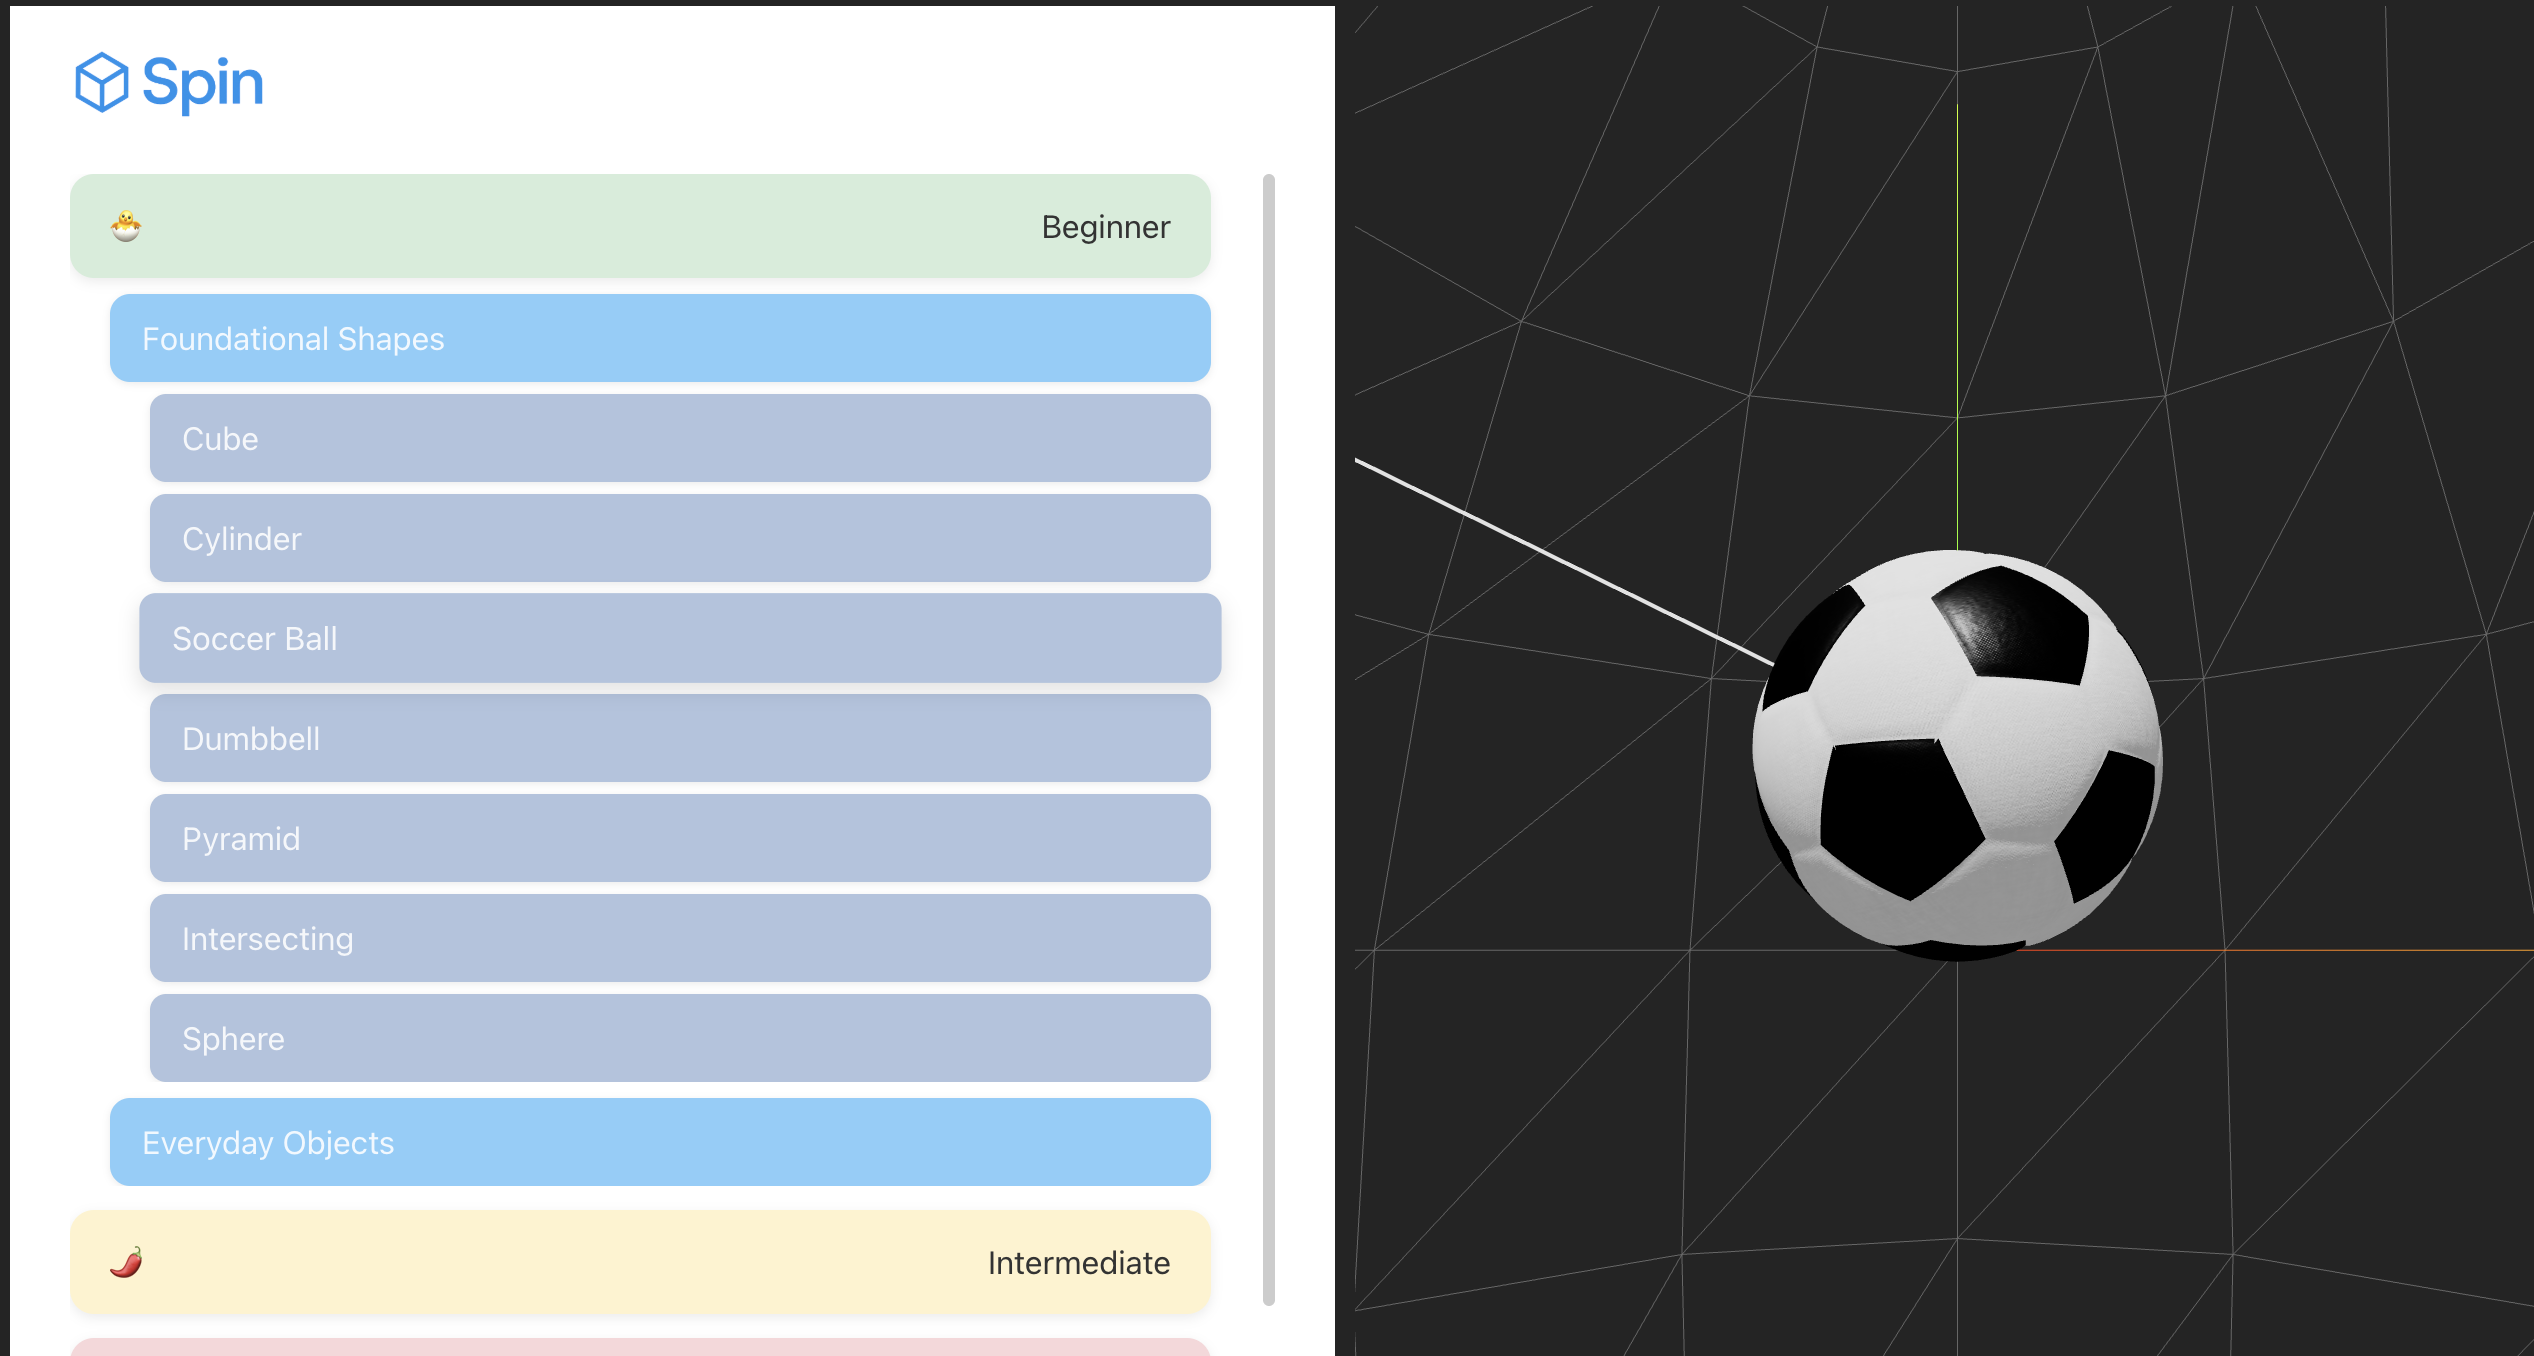 Spin
Beginner
Foundational Shapes
Cube
Cylinder
Soccer Ball
Dumbbell
Pyramid
Intersecting
Sphere
Everyday Objects
Intermediate